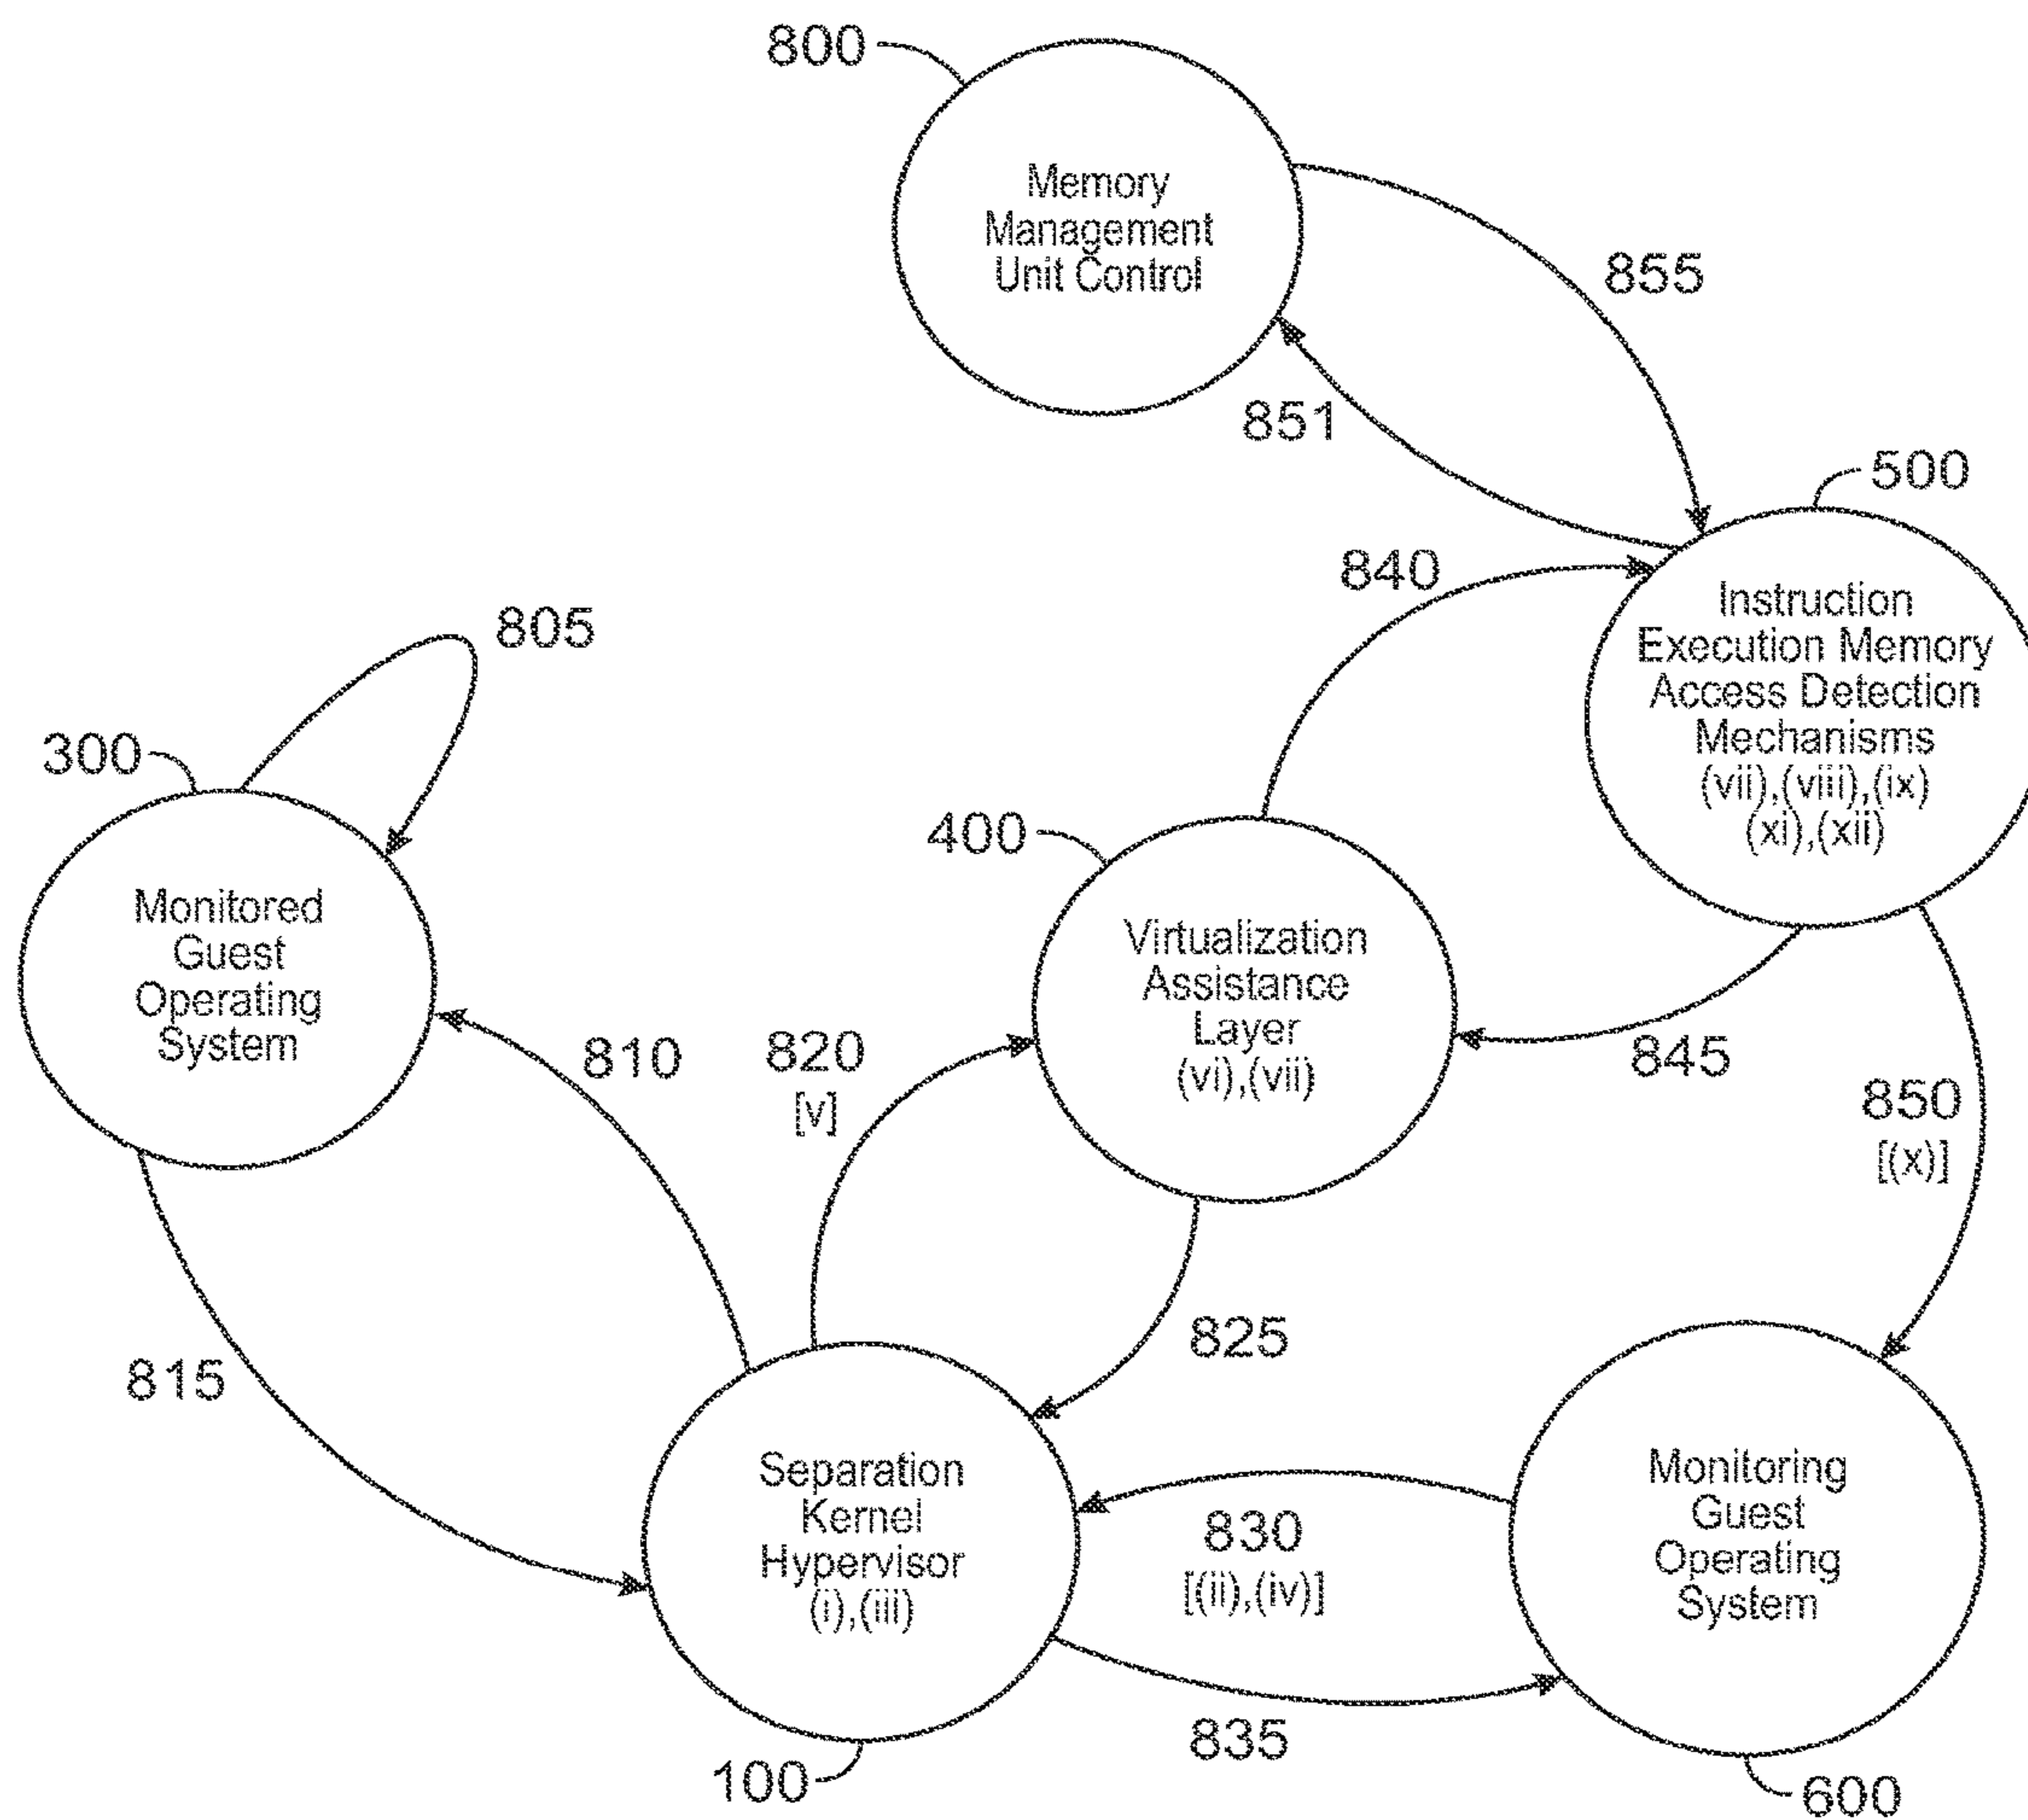 800
Memory
Management
Unit Control
855
851
500
840
Instruction
Execution Memory
Access Detection
Mechanisms
(vii),(viii),(ix)
(xi),(xii)
805
300
Monitored
Guest
Operating
System
400
Virtualization
Assistance
Layer
(vi),(vii)
810
820
[v]
845
850
[(x)]
815
825
Separation
Kernel
Hypervisor
(i),(iii)
830
[(ii),(iv)]
Monitoring
Guest
Operating
System
835
100
600